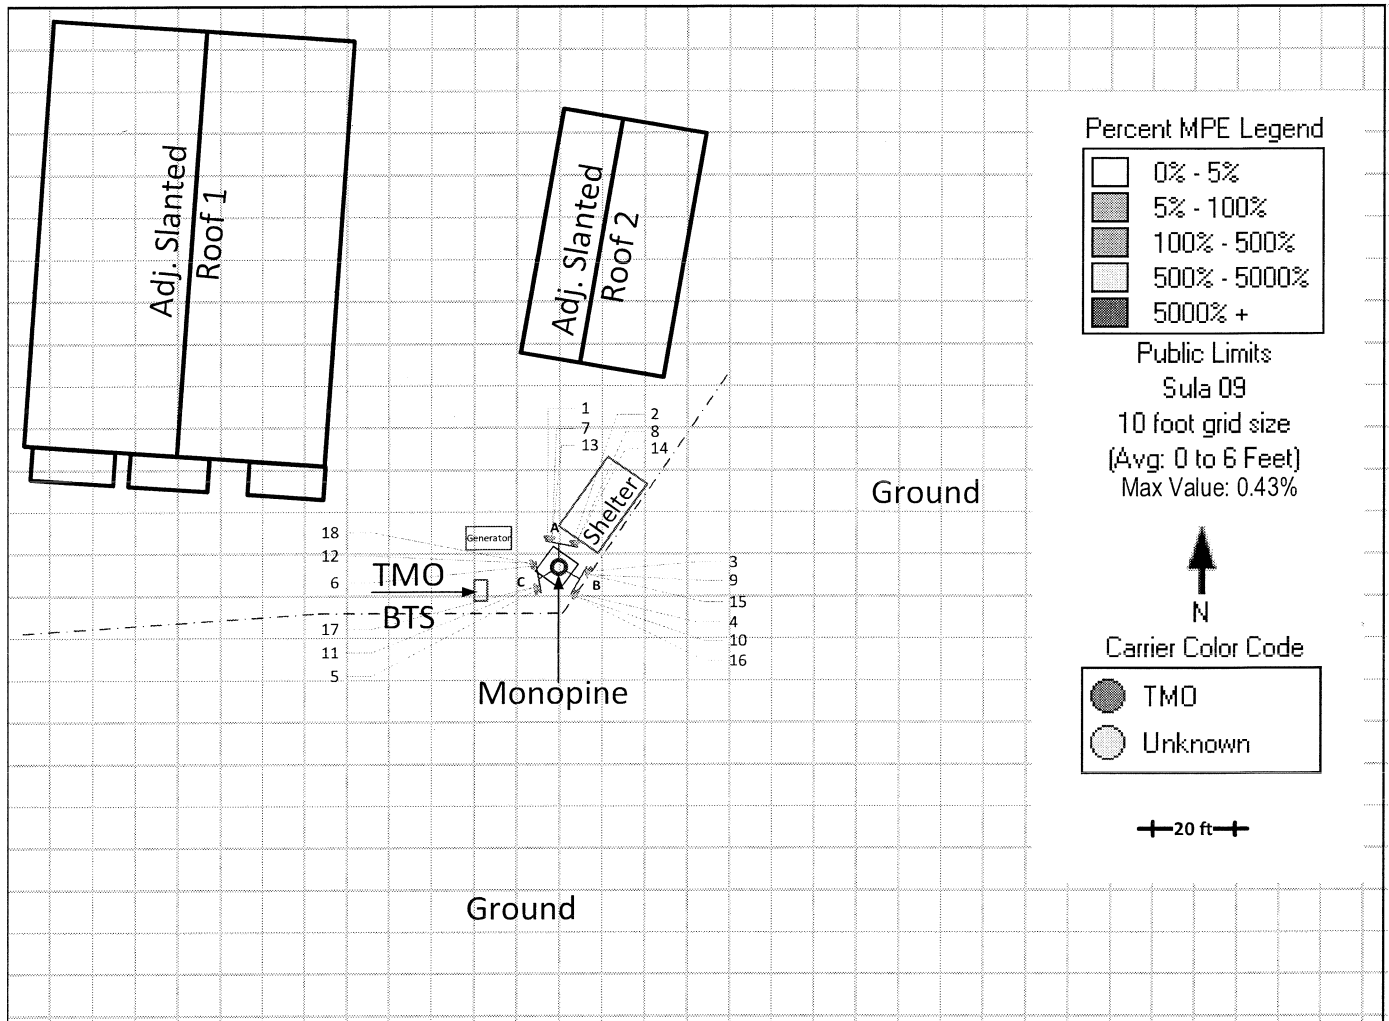 Adj. Slanted
Roof 1
Adj. Slanted
Roof 2
Percent MPE Legend
0% - 5%
5% - 100%
100% - 500%
500% - 5000%
5000% +
Public Limits
Sula 09
10 foot grid size
(Avg: 0 to 6 Feet)
Max Value: 0.43%
N
Carrier Color Code
TMO
Unknown
20 ft
1
7
13
2
8
14
Shelter
Ground
Generator
A
B
C
18
12
6
TMO
BTS
17
11
5
3
9
15
4
10
16
Monopine
Ground